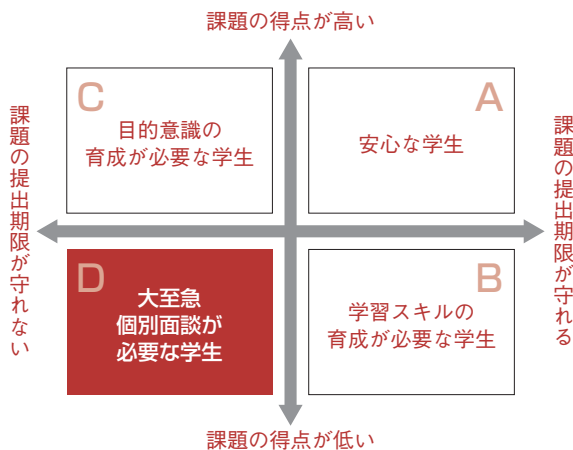 課題の得点が高い
C
目的意識の
育成が必要な学生
A
安心な学生
課題の提出期限が守れない
課題の提出期限が守れる
D
大至急
個別面談が
必要な学生
B
学習スキルの
育成が必要な学生
課題の得点が低い